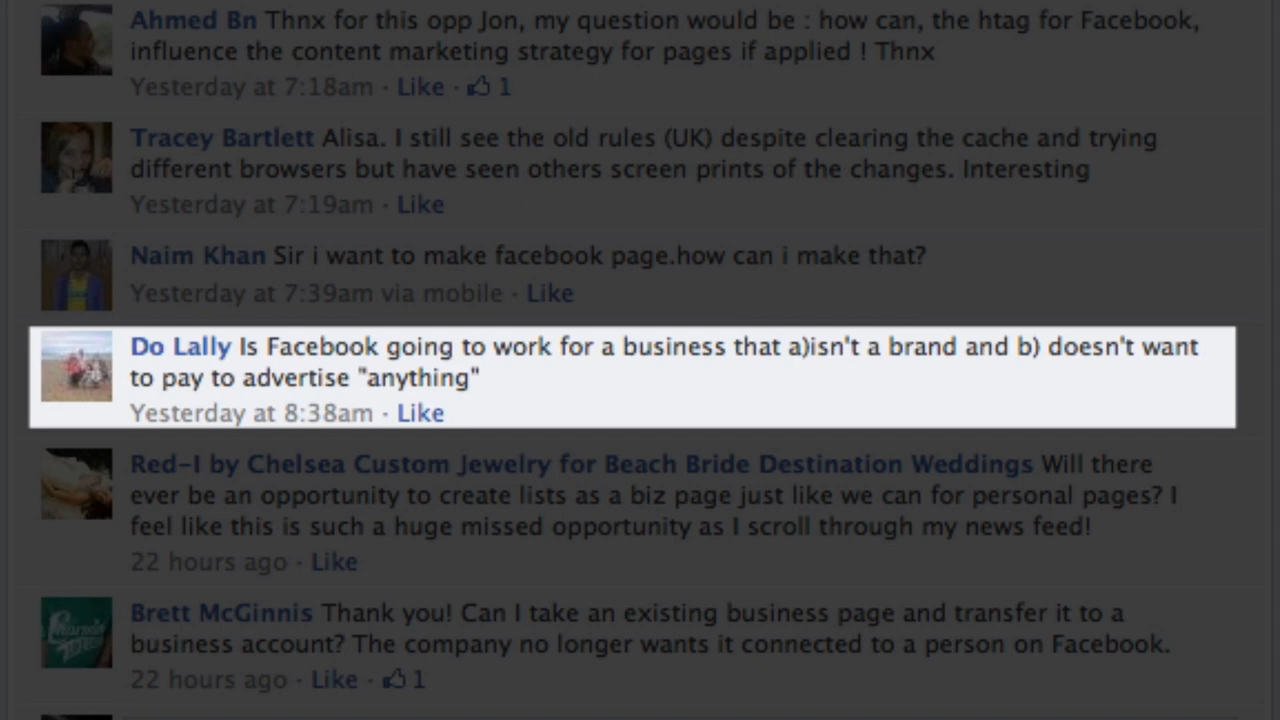 Ahmed Bn Thnx for this opp Jon, my question would be : how can, the htag for Facebook,
influence the content marketing strategy for pages if applied ! Thnx
Yesterday at 7:18am · Like · 1
Tracey Bartlett Alisa. I still see the old rules (UK) despite clearing the cache and trying
different browsers but have seen others screen prints of the changes. Interesting
Yesterday at 7:19am · Like
Naim Khan Sir i want to make facebook page.how can i make that?
Yesterday at 7:39am via mobile · Like
Do Lally Is Facebook going to work for a business that a)isn't a brand and b) doesn't want
to pay to advertise "anything"
Yesterday at 8:38am · Like
Red-I by Chelsea Custom Jewelry for Beach Bride Destination Weddings Will there
ever be an opportunity to create lists as a biz page just like we can for personal pages? I
feel like this is such a huge missed opportunity as I scroll through my news feed!
22 hours ago · Like
Brett McGinnis Thank you! Can I take an existing business page and transfer it to a
business account? The company no longer wants it connected to a person on Facebook.
22 hours ago · Like · 1